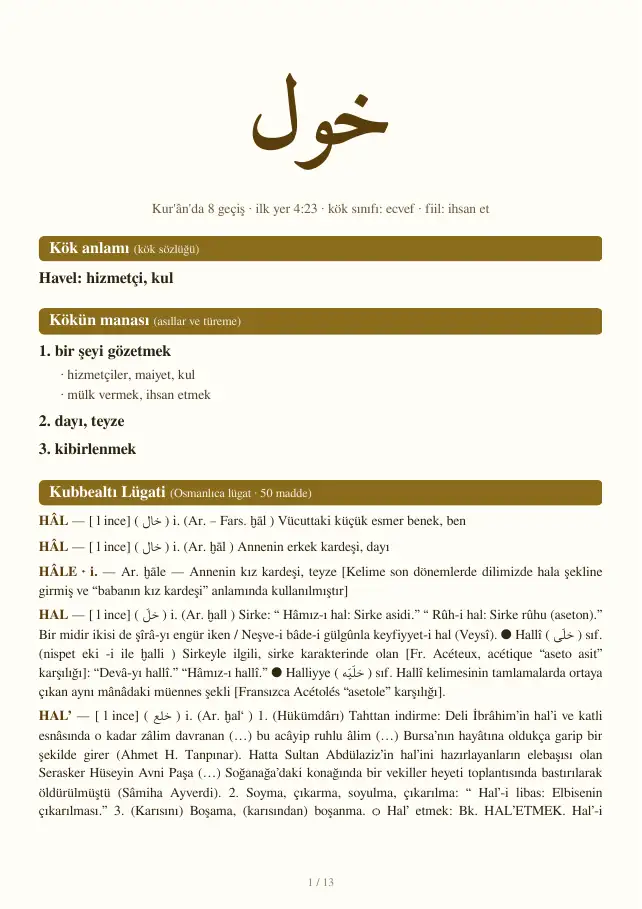 خول
Kur'ân'da 8 geçiş · ilk yer 4:23 · kök sınıfı: ecvef · fiil: ihsan et
Kök anlamı (kök sözlüğü)
Havel: hizmetçi, kul
Kökün manası (asıllar ve türeme)
1. bir şeyi gözetmek
· hizmetçiler, maiyet, kul
· mülk vermek, ihsan etmek
2. dayı, teyze
3. kibirlenmek
Kubbealtı Lügati (Osmanlıca lügat · 50 madde)
HÂL — [ l ince] ( خال ) i. (Ar. – Fars. ḫāl ) Vücuttaki küçük esmer benek, ben
HÂL — [ l ince] ( خال ) i. (Ar. ḫāl ) Annenin erkek kardeşi, dayı
HÂLE · i. — Ar. ḫāle — Annenin kız kardeşi, teyze [Kelime son dönemlerde dilimizde hala şekline
girmiş ve “babanın kız kardeşi” anlamında kullanılmıştır]
HAL — [ l ince] ( خلّ ) i. (Ar. ḫall ) Sirke: “ Hâmız-ı hal: Sirke asidi.” “ Rûh-i hal: Sirke rûhu (aseton).”
Bir midir ikisi de şîrâ-yı engür iken / Neşve-i bâde-i gülgûnla keyfiyyet-i hal (Veysî). ● Hallî ( خلّى ) sıf.
(nispet eki -і ile ḫallі ) Sirkeyle ilgili, sirke karakterinde olan [Fr. Acéteux, acétique “aseto asit”
karşılığı]: “Devâ-yı hallî.” “Hâmız-ı hallî.” ● Halliyye ( خلّيّه ) sıf. Hallî kelimesinin tamlamalarda ortaya
çıkan aynı mânâdaki müennes şekli [Fransızca Acétolés “asetole” karşılığı].
HAL’ — [ l ince] ( خلع ) i. (Ar. ḫal‘ ) 1. (Hükümdârı) Tahttan indirme: Deli İbrâhim’in hal’i ve katli
esnâsında o kadar zâlim davranan (…) bu acâyip ruhlu âlim (…) Bursa’nın hayâtına oldukça garip bir
şekilde girer (Ahmet H. Tanpınar). Hatta Sultan Abdülaziz’in hal’ini hazırlayanların elebaşısı olan
Serasker Hüseyin Avni Paşa (…) Soğanağa’daki konağında bir vekiller heyeti toplantısında bastırılarak
öldürülmüştü (Sâmiha Ayverdi). 2. Soyma, çıkarma, soyulma, çıkarılma: “ Hal’-i libas: Elbisenin
çıkarılması.” 3. (Karısını) Boşama, (karısından) boşanma. ѻ Hal’ etmek: Bk. HAL’ETMEK. Hal’-i
1 / 13